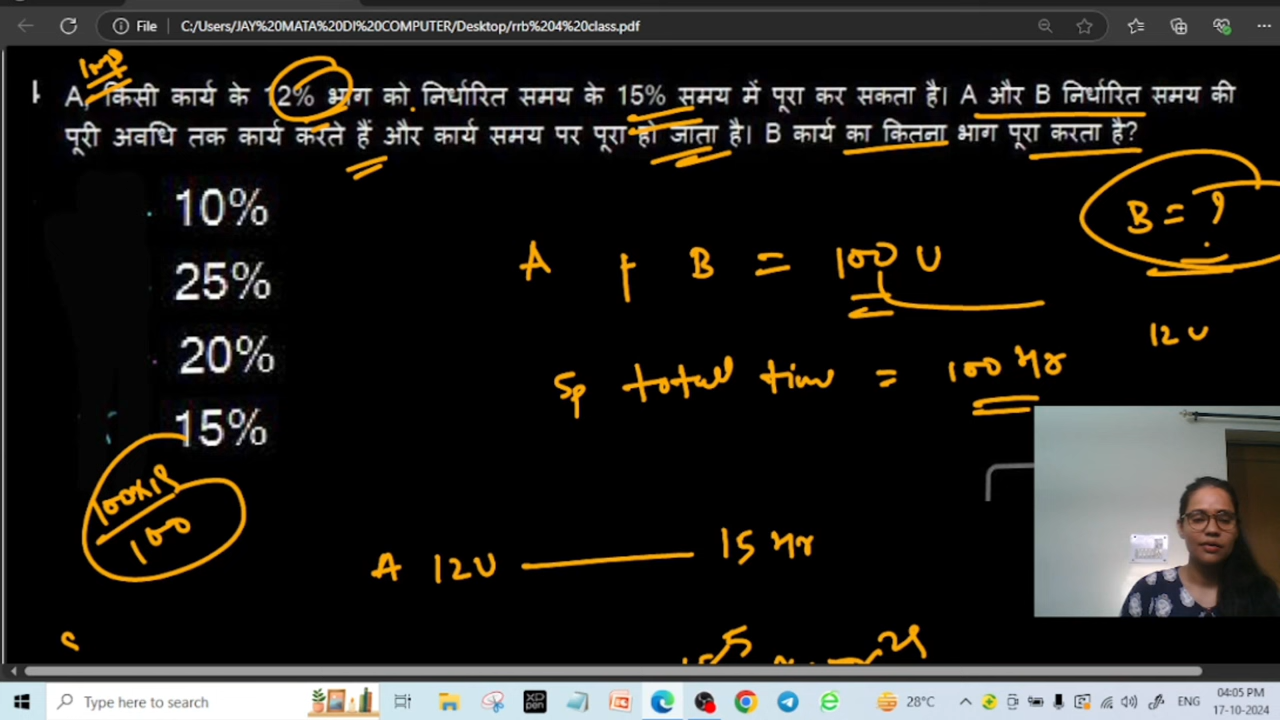 File C:/Users/JAY%20MATA%20DI%20COMPUTER/Desktop/rrb%204%20class.pdf
Imp
1 A, किसी कार्य के 12% भाग को निर्धारित समय के 15% समय में पूरा कर सकता है। A और B निर्धारित समय की
पूरी अवधि तक कार्य करते हैं और कार्य समय पर पूरा हो जाता है। B कार्य का कितना भाग पूरा करता है?
10%
B = ?
A + B = 100 U
25%
12 U
20%
Sp total time = 100 Hr
15%
100×15
100
A 12U 15 Hr
Type here to search
28°C
ENG
04:05 PM
17-10-2024